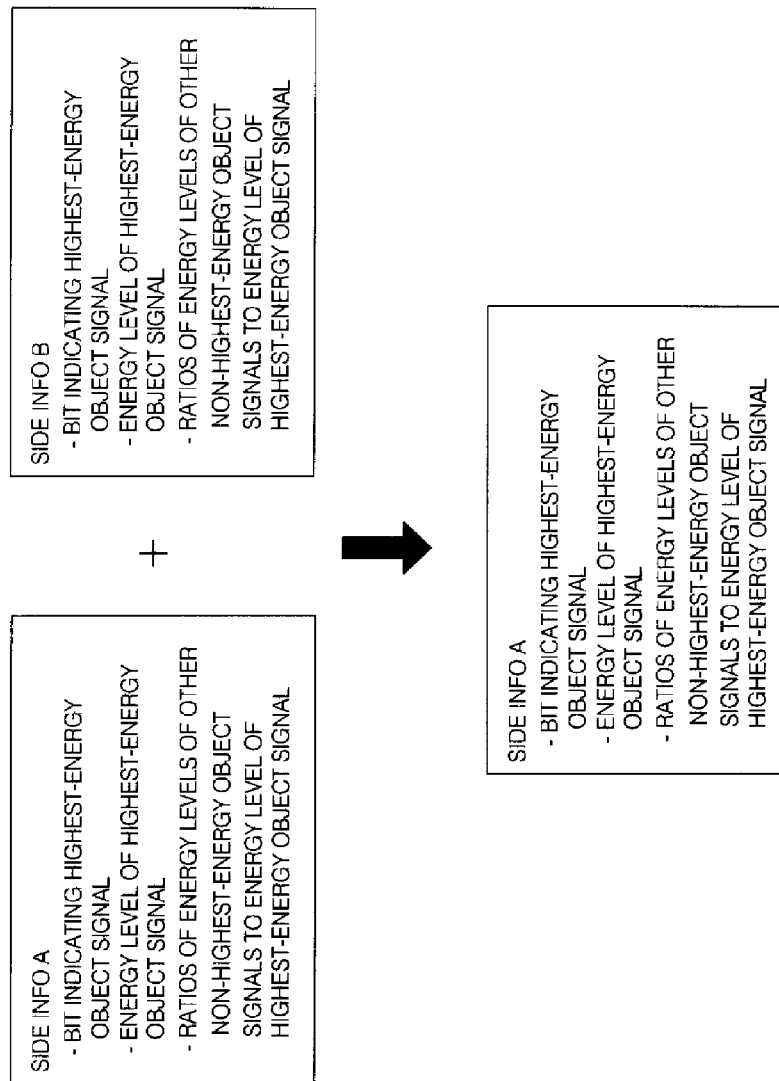 SIDE INFO A
- BIT INDICATING HIGHEST-ENERGY
OBJECT SIGNAL
- ENERGY LEVEL OF HIGHEST-ENERGY
OBJECT SIGNAL
- RATIOS OF ENERGY LEVELS OF OTHER
NON-HIGHEST-ENERGY OBJECT
SIGNALS TO ENERGY LEVEL OF
HIGHEST-ENERGY OBJECT SIGNAL
+
SIDE INFO B
- BIT INDICATING HIGHEST-ENERGY
OBJECT SIGNAL
- ENERGY LEVEL OF HIGHEST-ENERGY
OBJECT SIGNAL
- RATIOS OF ENERGY LEVELS OF OTHER
NON-HIGHEST-ENERGY OBJECT
SIGNALS TO ENERGY LEVEL OF
HIGHEST-ENERGY OBJECT SIGNAL
SIDE INFO A
- BIT INDICATING HIGHEST-ENERGY
OBJECT SIGNAL
- ENERGY LEVEL OF HIGHEST-ENERGY
OBJECT SIGNAL
- RATIOS OF ENERGY LEVELS OF OTHER
NON-HIGHEST-ENERGY OBJECT
SIGNALS TO ENERGY LEVEL OF
HIGHEST-ENERGY OBJECT SIGNAL